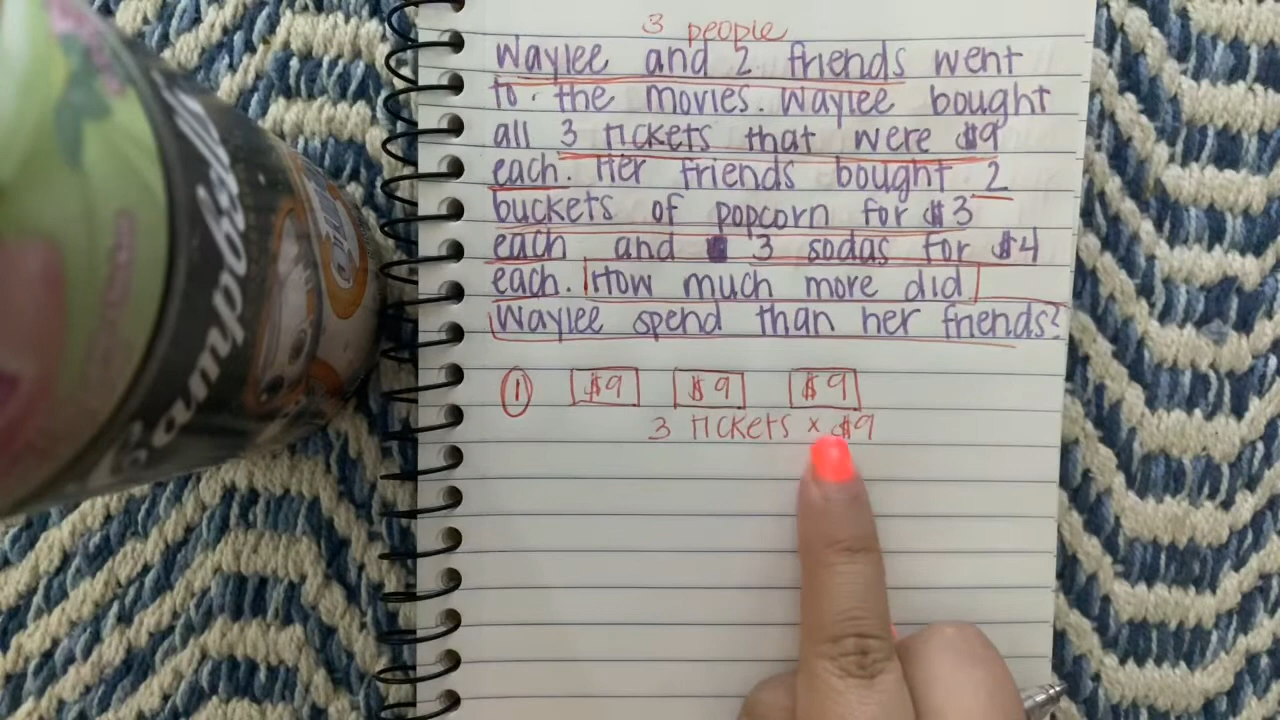 3 people
Waylee and 2 friends went
to the movies. Waylee bought
all 3 tickets that were $9
each. Her friends bought 2
buckets of popcorn for $3
each and 3 sodas for $4
each. How much more did
Waylee spend than her friends?
① $9 $9 $9
3 tickets x $9
Campbell's